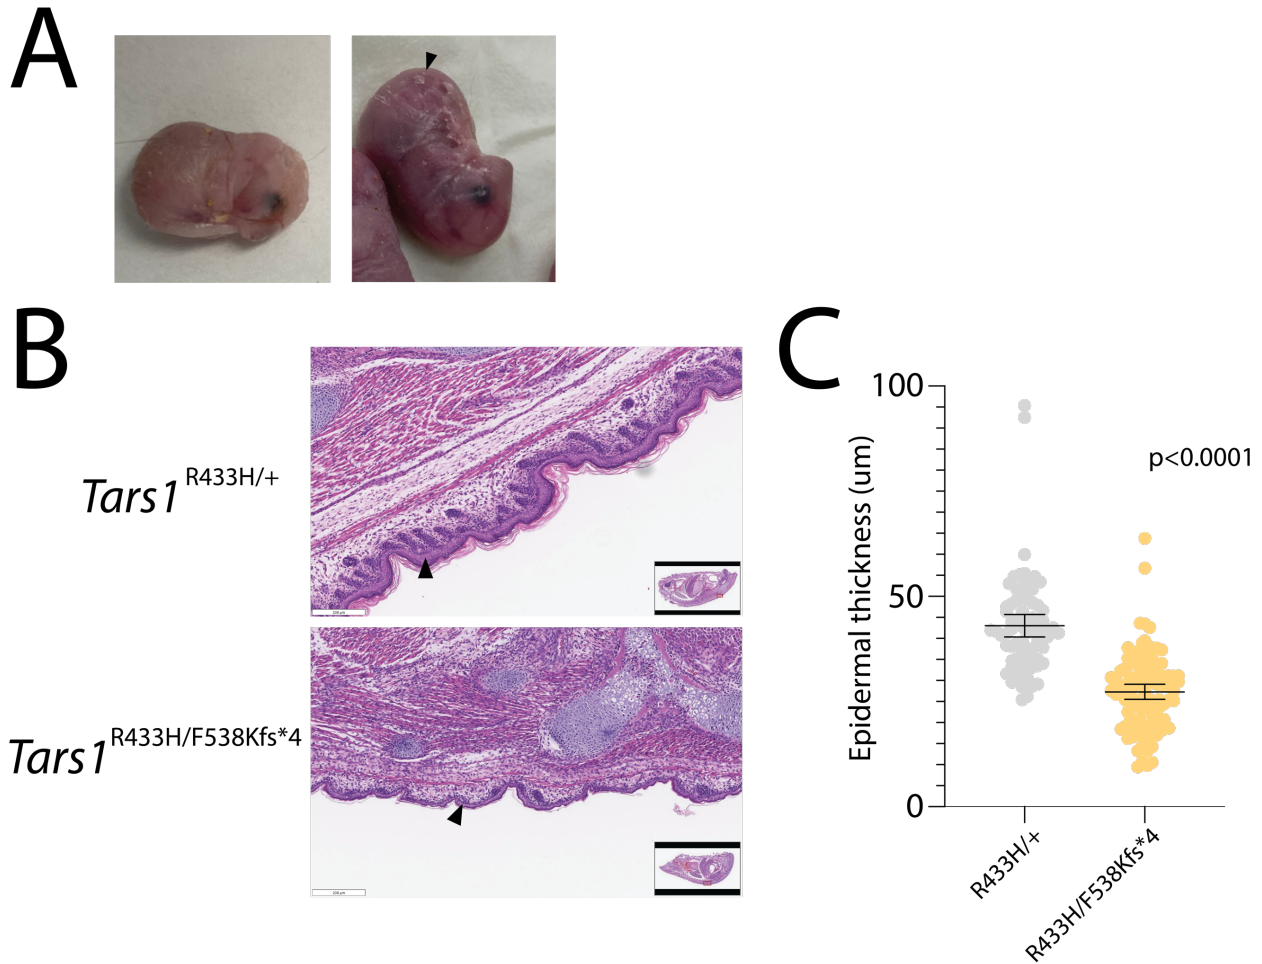 A
B
Tars1 R433H/+
Tars1 R433H/F538Kfs*4
C
100
50
0
Epidermal thickness (um)
p<0.0001
R433H/+
R433H/F538Kfs*4